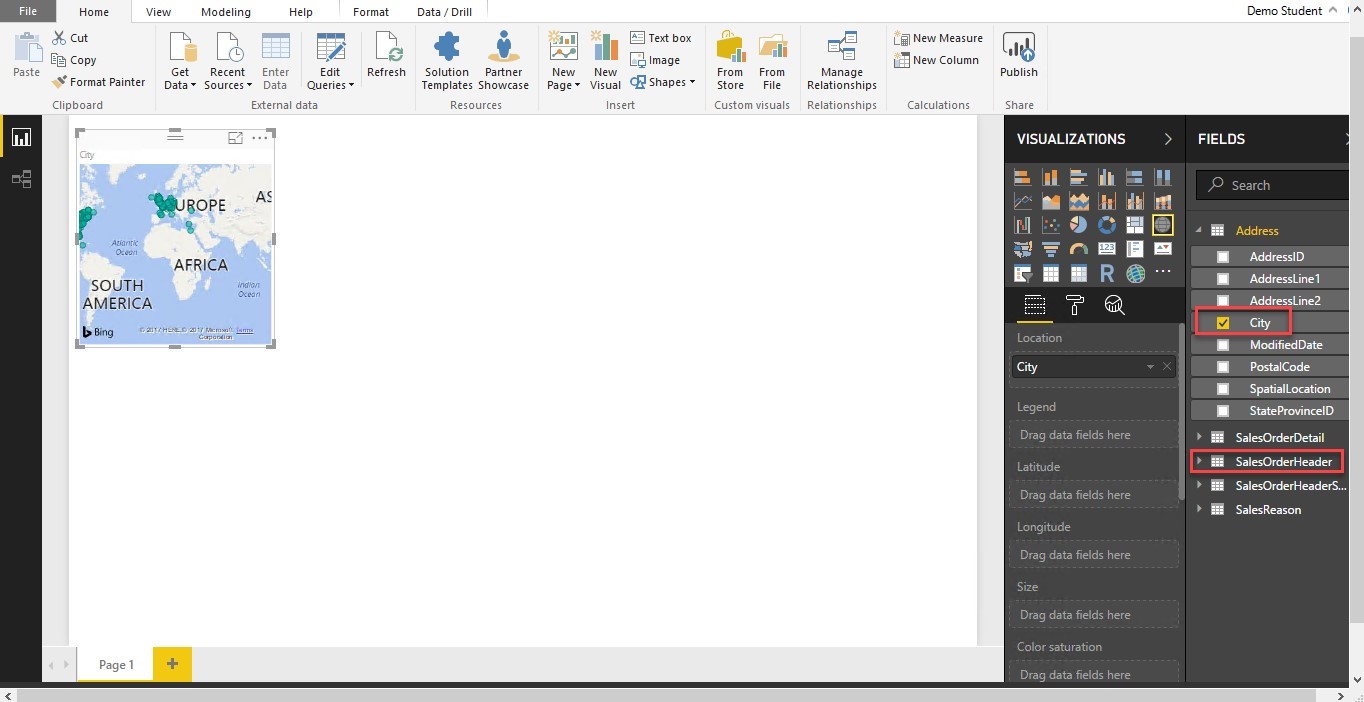 File
Home
View
Modeling
Help
Format
Data / Drill
Demo Student
Paste
Cut
Copy
Format Painter
Clipboard
Get Data
Recent Sources
Enter Data
Edit Queries
Refresh
External data
Solution Templates
Partner Showcase
Resources
New Page
New Visual
Text box
Image
Shapes
Insert
From Store
From File
Custom visuals
Manage Relationships
Relationships
New Measure
New Column
Calculations
Publish
Share
City
EUROPE
AS
Atlantic Ocean
AFRICA
SOUTH AMERICA
Indian Ocean
Bing
© 2017 HERE,© 2017 Microsoft Corporation Terms
VISUALIZATIONS
123
R
Location
City
Legend
Drag data fields here
Latitude
Drag data fields here
Longitude
Drag data fields here
Size
Drag data fields here
Color saturation
Drag data fields here
FIELDS
Search
Address
AddressID
AddressLine1
AddressLine2
City
ModifiedDate
PostalCode
SpatialLocation
StateProvinceID
SalesOrderDetail
SalesOrderHeader
SalesOrderHeaderS...
SalesReason
Page 1